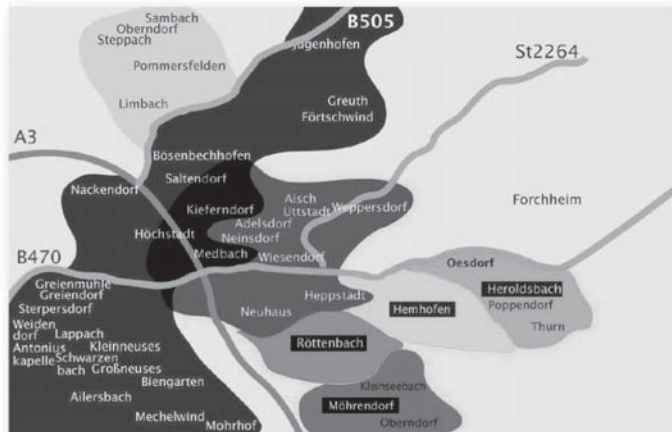 Sambach
Oberndorf
Steppach
Pommersfelden
Limbach
B505
Jugenhofen
St2264
Greuth
Förtschwind
A3
Bösenbechhofen
Saltendorf
Nackendorf
Kieferndorf
Aisch
Uttstadt
Weppersdorf
Forchheim
Höchstadt
Adelsdorf
Neinsdorf
Medbach
Wiesendorf
B470
Oesdorf
Greienmühle
Greiendorf
Sterpersdorf
Heppstädt
Heroldsbach
Poppendorf
Hemhofen
Neuhaus
Thurn
Weiden
dorf
Lappach
Antonius
kapelle
Kleinneuses
Schwarzen
bach
Großneuses
Röttenbach
Biengarten
Kleinseebach
Ailersbach
Möhrendorf
Mechelwind
Mohrhof
Oberndorf